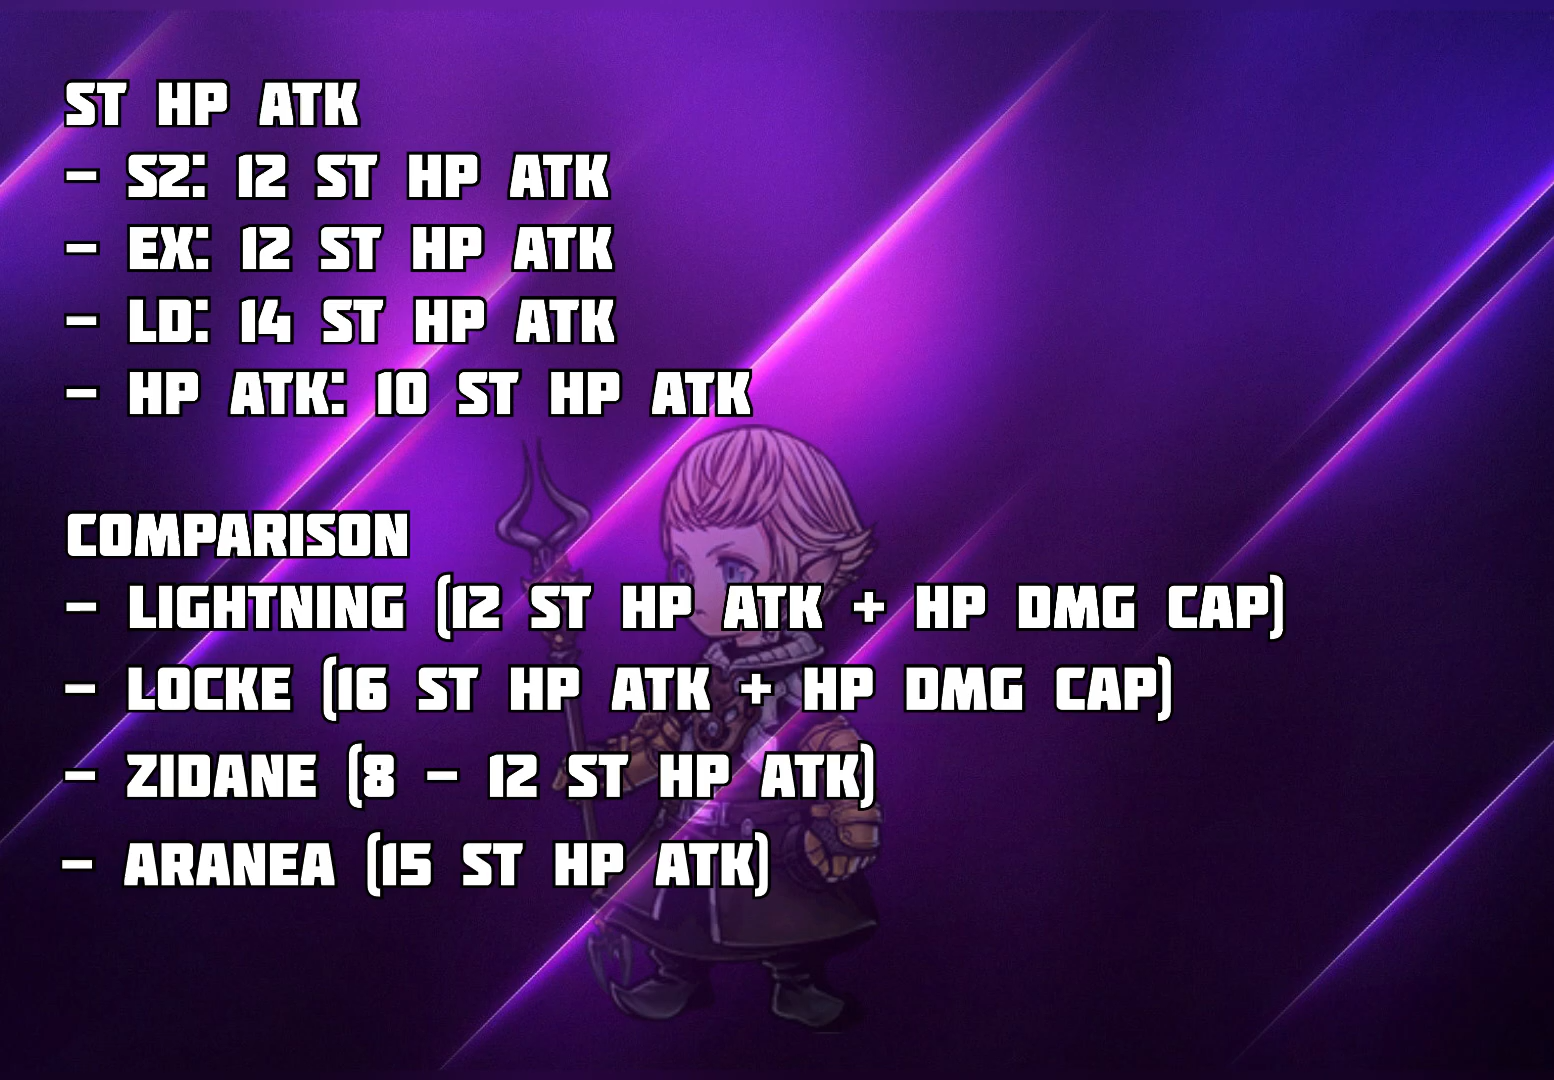 ST HP ATK
- S2: 12 ST HP ATK
- EX: 12 ST HP ATK
- LD: 14 ST HP ATK
- HP ATK: 10 ST HP ATK
COMPARISON
- LIGHTNING (12 ST HP ATK + HP DMG CAP)
- LOCKE (16 ST HP ATK + HP DMG CAP)
- ZIDANE (8 - 12 ST HP ATK)
- ARANEA (15 ST HP ATK)